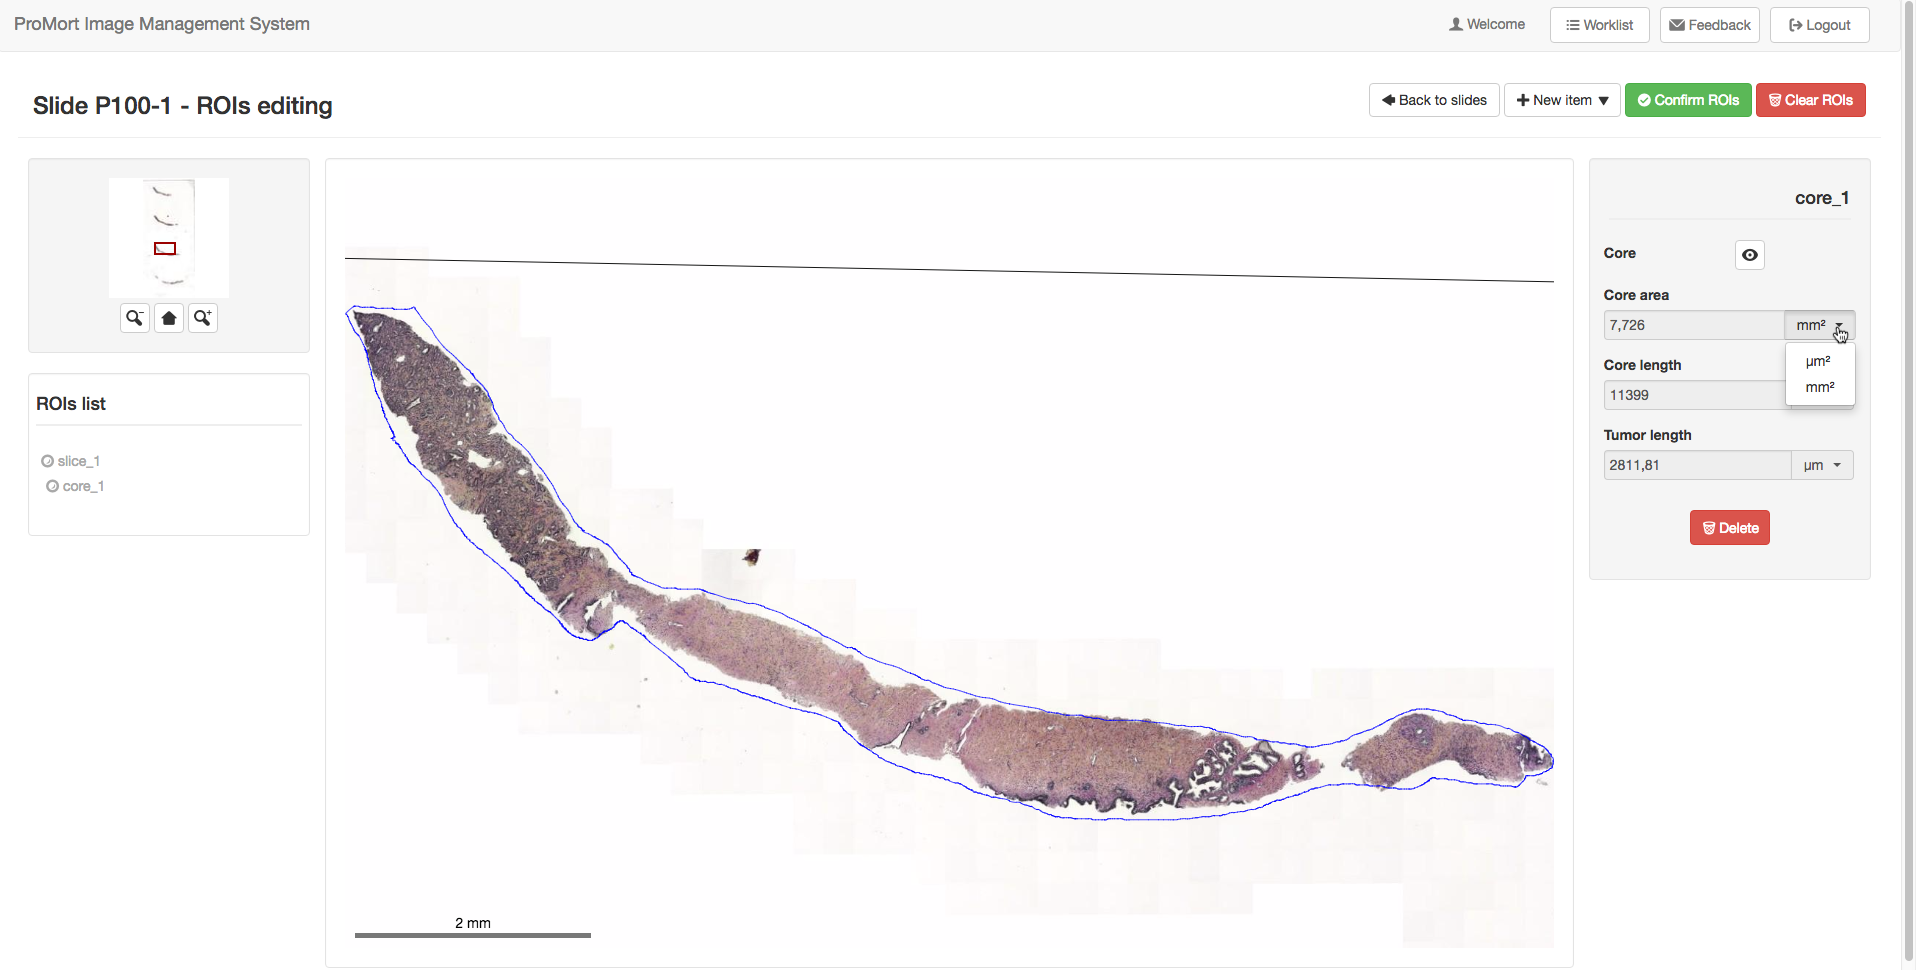 ProMort Image Management System
Welcome
Worklist
Feedback
Logout
Slide P100-1 - ROIs editing
Back to slides
New item
Confirm ROIs
Clear ROIs
ROIs list
slice_1
core_1
2 mm
core_1
Core
Core area
7,726
mm²
µm²
mm²
Core length
11399
Tumor length
2811,81
µm
Delete